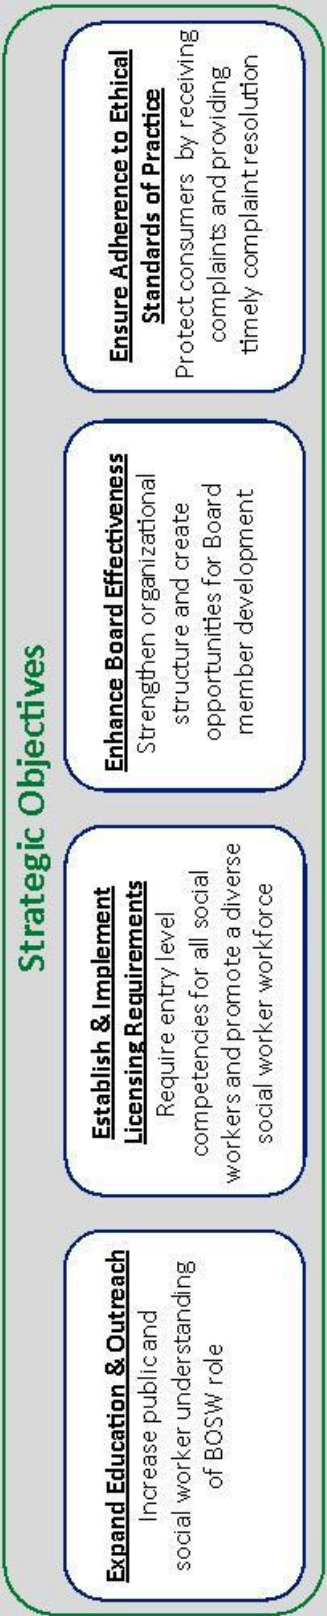 Strategic Objectives
Expand Education & Outreach
Increase public and
social worker understanding
of BOSW role
Establish & Implement
Licensing Requirements
Require entry level
competencies for all social
workers and promote a diverse
social worker workforce
Enhance Board Effectiveness
Strengthen organizational
structure and create
opportunities for Board
member development
Ensure Adherence to Ethical
Standards of Practice
Protect consumers by receiving
complaints and providing
timely complaint resolution